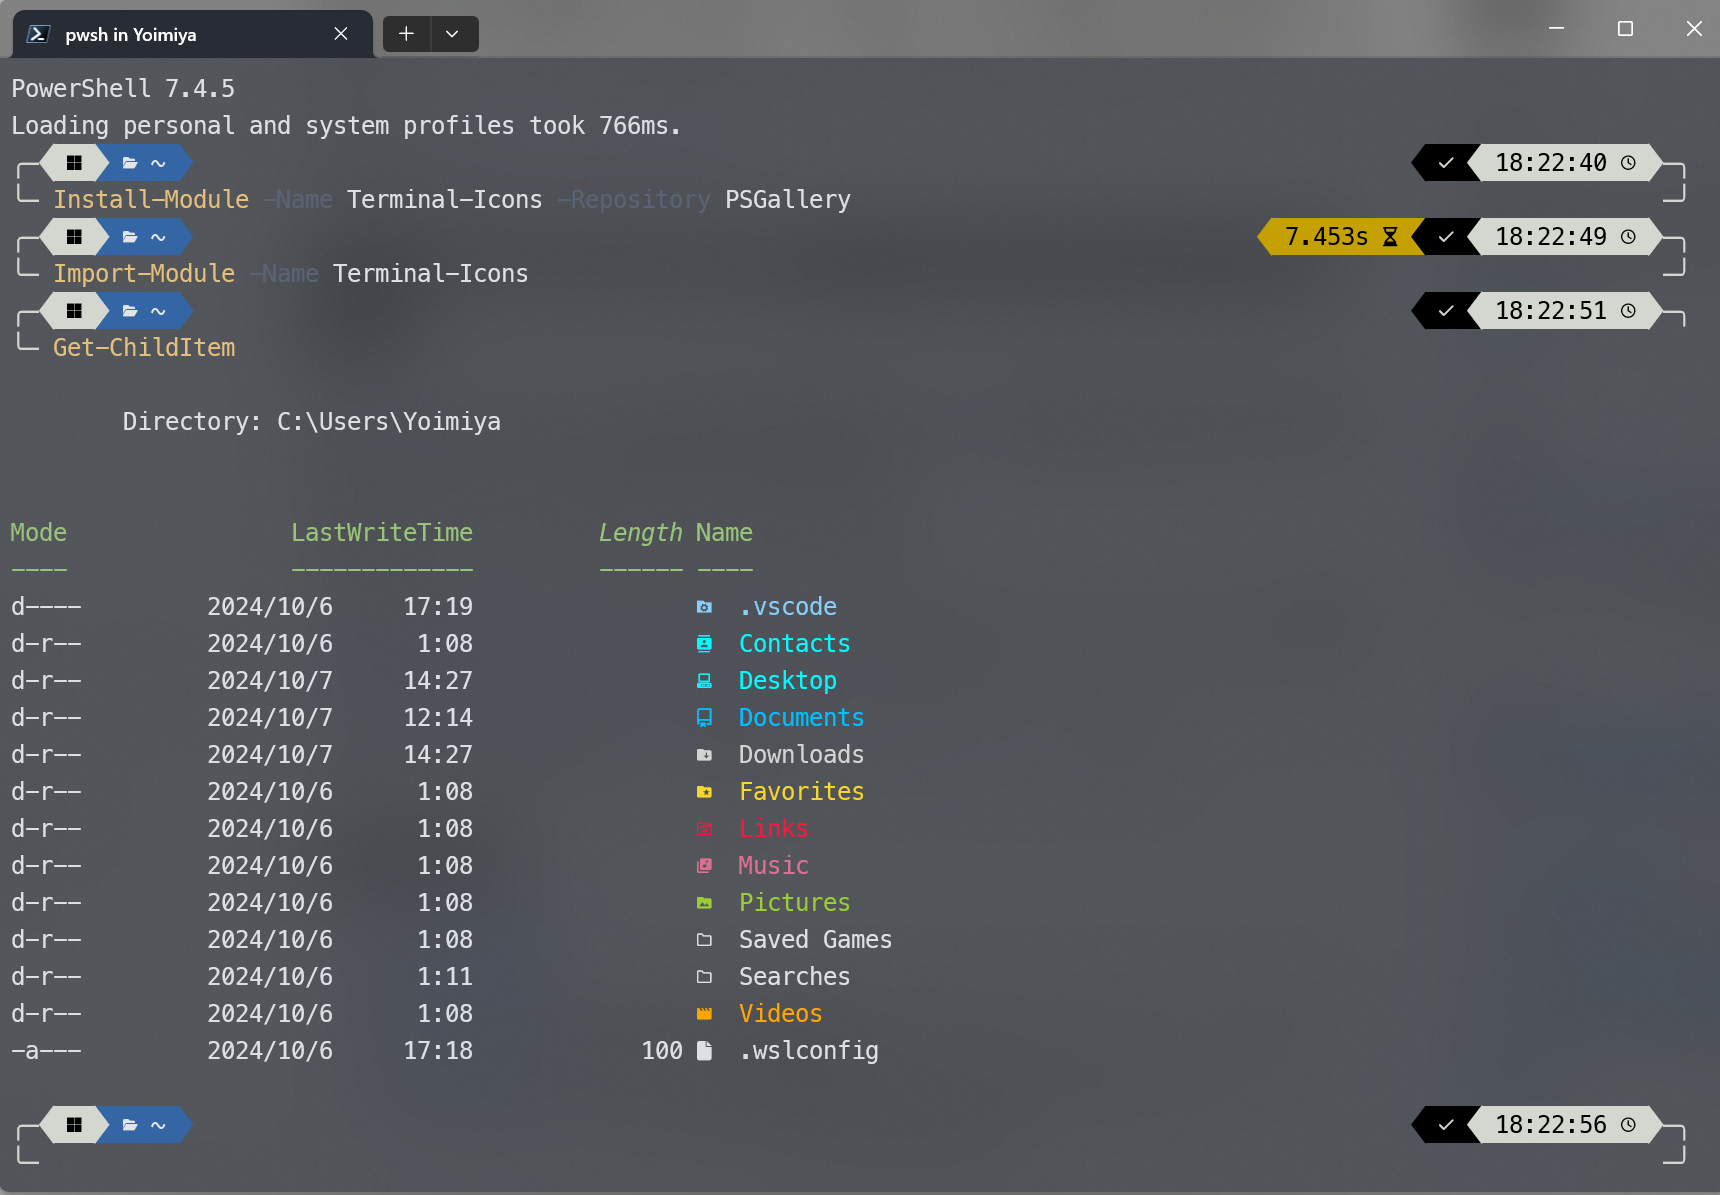 pwsh in Yoimiya
PowerShell 7.4.5
Loading personal and system profiles took 766ms.
~ 18:22:40
Install-Module -Name Terminal-Icons -Repository PSGallery
~ 7.453s 18:22:49
Import-Module -Name Terminal-Icons
~ 18:22:51
Get-ChildItem
Directory: C:\Users\Yoimiya
Mode LastWriteTime Length Name
---- ------------- ------ ----
d---- 2024/10/6 17:19 .vscode
d-r-- 2024/10/6 1:08 Contacts
d-r-- 2024/10/7 14:27 Desktop
d-r-- 2024/10/7 12:14 Documents
d-r-- 2024/10/7 14:27 Downloads
d-r-- 2024/10/6 1:08 Favorites
d-r-- 2024/10/6 1:08 Links
d-r-- 2024/10/6 1:08 Music
d-r-- 2024/10/6 1:08 Pictures
d-r-- 2024/10/6 1:08 Saved Games
d-r-- 2024/10/6 1:11 Searches
d-r-- 2024/10/6 1:08 Videos
-a--- 2024/10/6 17:18 100 .wslconfig
~ 18:22:56